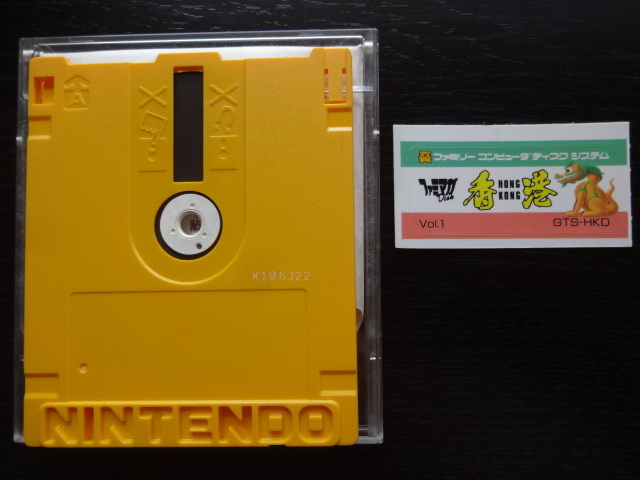 A
K196J22
NINTENDO
ファミリー コンピュータ ディスク システム
ファミマガ
Disk
香港
HONG
KONG
Vol.1
GTS-HKD